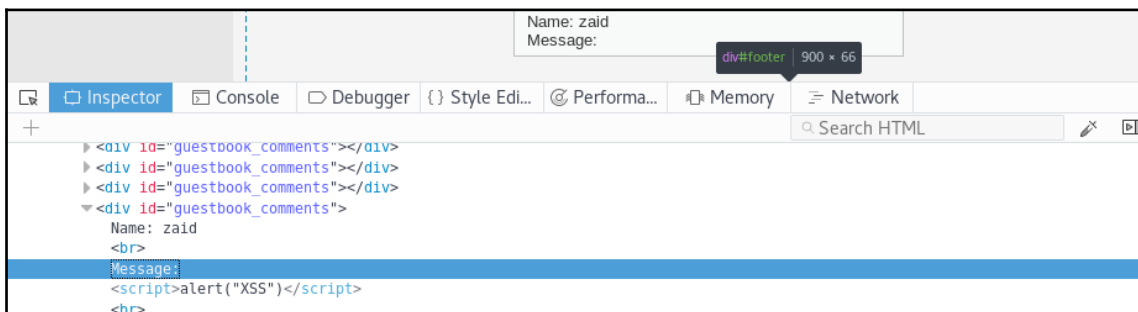 Name: zaid
Message:
div#footer 900 × 66
Inspector Console Debugger {} Style Edi... Performa... Memory Network
+ Search HTML
<div id="guestbook_comments"></div>
<div id="guestbook_comments"></div>
<div id="guestbook_comments"></div>
<div id="guestbook_comments">
Name: zaid
<br>
Message:
<script>alert("XSS")</script>
<br>